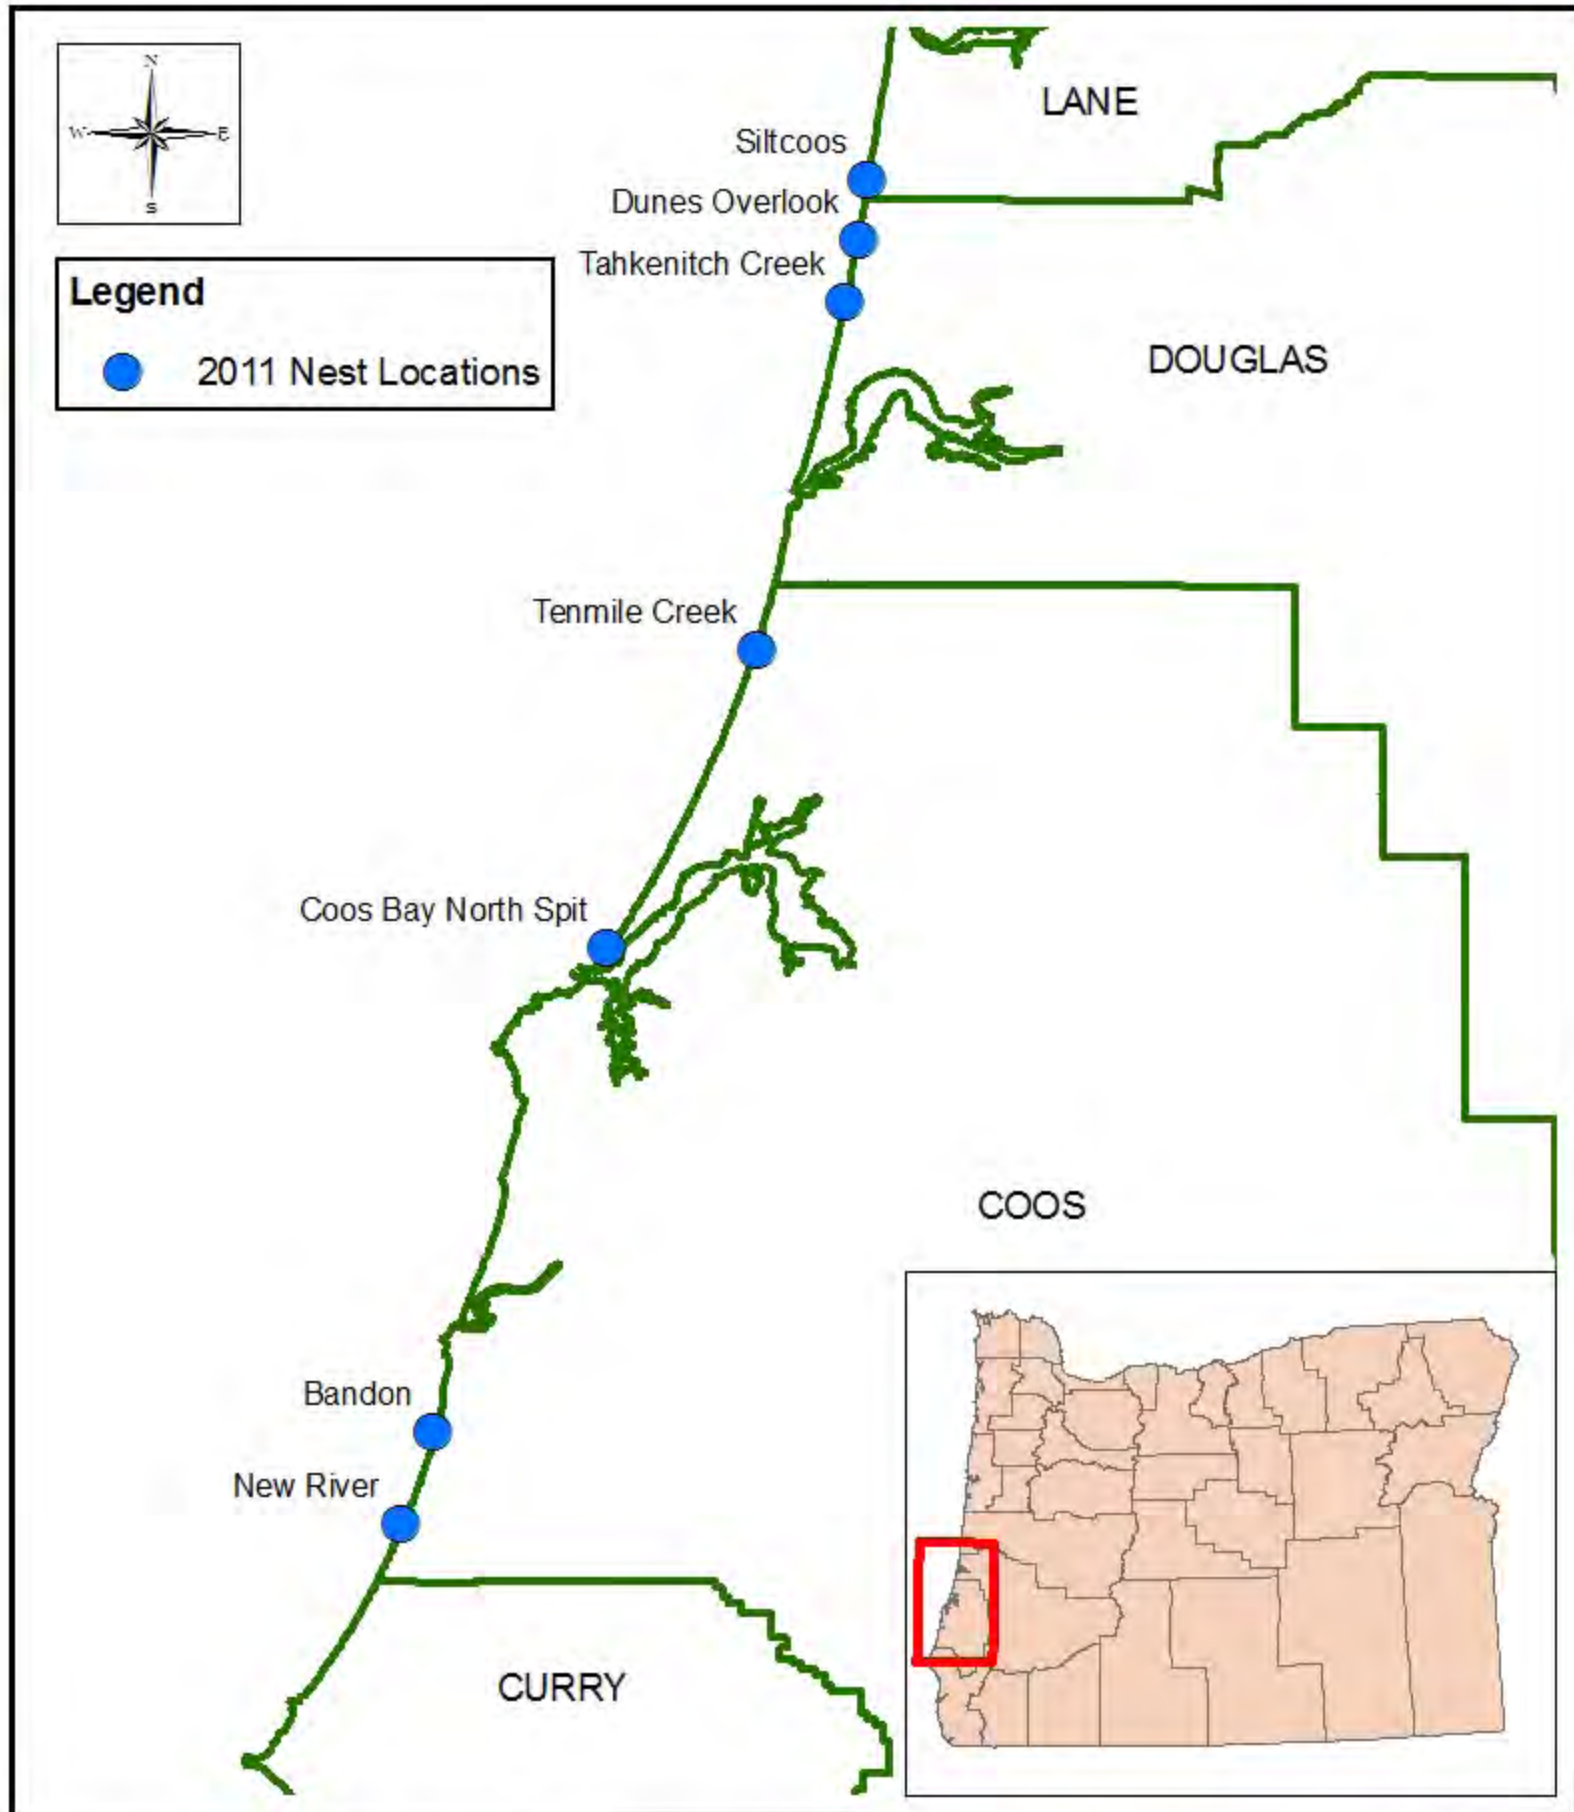 N
W E
S
LANE
Siltcoos
Dunes Overlook
Tahkenitch Creek
Legend
2011 Nest Locations
DOUGLAS
Tenmile Creek
Coos Bay North Spit
COOS
Bandon
New River
CURRY